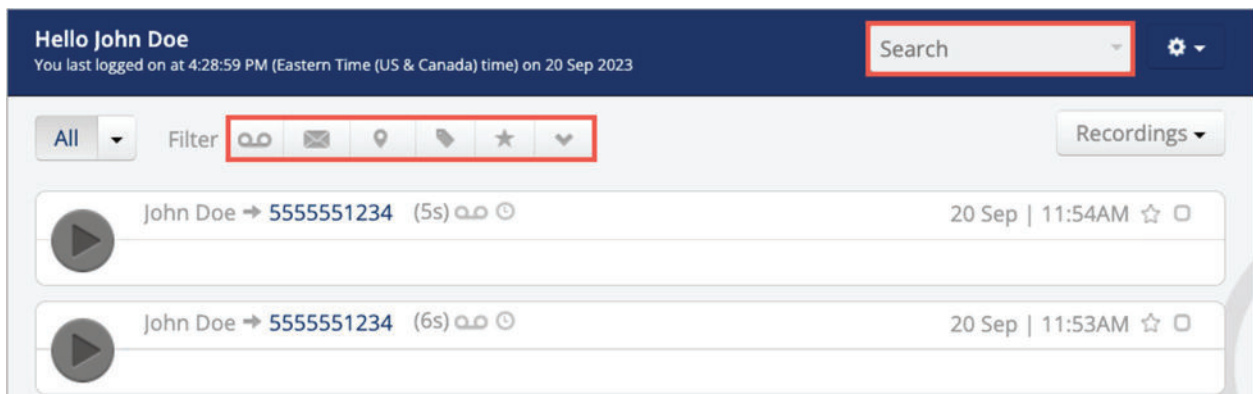 Hello John Doe
Search
You last logged on at 4:28:59 PM (Eastern Time (US & Canada) time) on 20 Sep 2023
All
Filter
Recordings
John Doe → 5555551234 (5s)
20 Sep | 11:54AM
John Doe → 5555551234 (6s)
20 Sep | 11:53AM